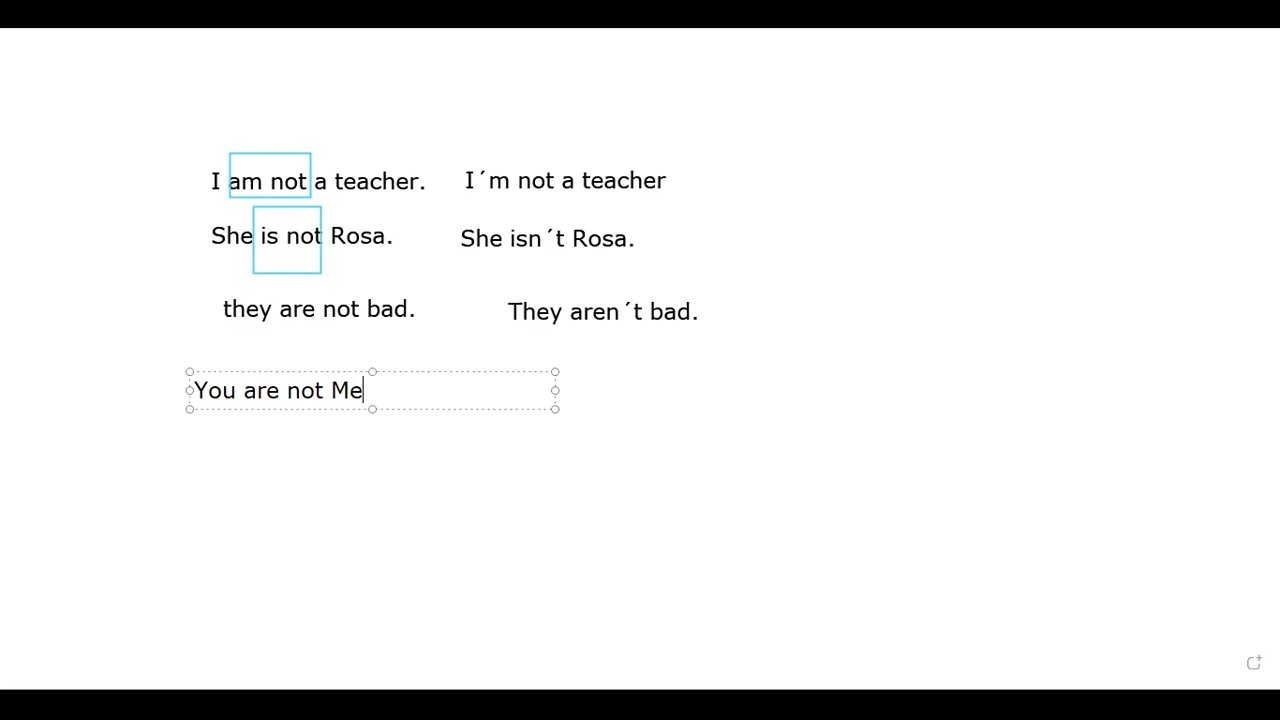 I am not a teacher. I´m not a teacher
She is not Rosa. She isn´t Rosa.
they are not bad. They aren´t bad.
You are not Me